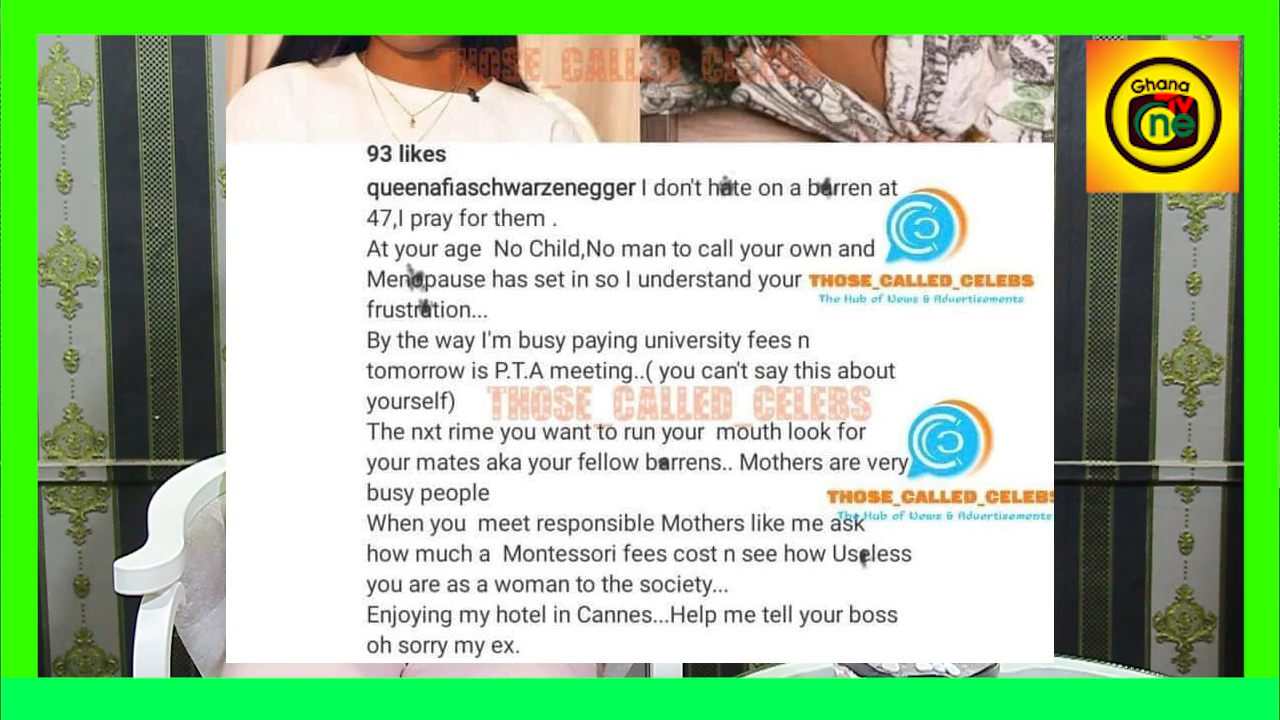 THOSE_CALLED_CELEBS
Ghana
TV
One
93 likes
queenafiaschwarzenegger I don't hate on a barren at
47,I pray for them .
At your age No Child,No man to call your own and
Menopause has set in so I understand your
frustration...
THOSE_CALLED_CELEBS
The Hub of News & Advertisements
By the way I'm busy paying university fees n
tomorrow is P.T.A meeting..( you can't say this about
yourself)
THOSE_CALLED_CELEBS
The nxt rime you want to run your mouth look for
your mates aka your fellow barrens.. Mothers are very
busy people
THOSE_CALLED_CELEBS
The Hub of News & Advertisements
When you meet responsible Mothers like me ask
how much a Montessori fees cost n see how Useless
you are as a woman to the society...
Enjoying my hotel in Cannes...Help me tell your boss
oh sorry my ex.